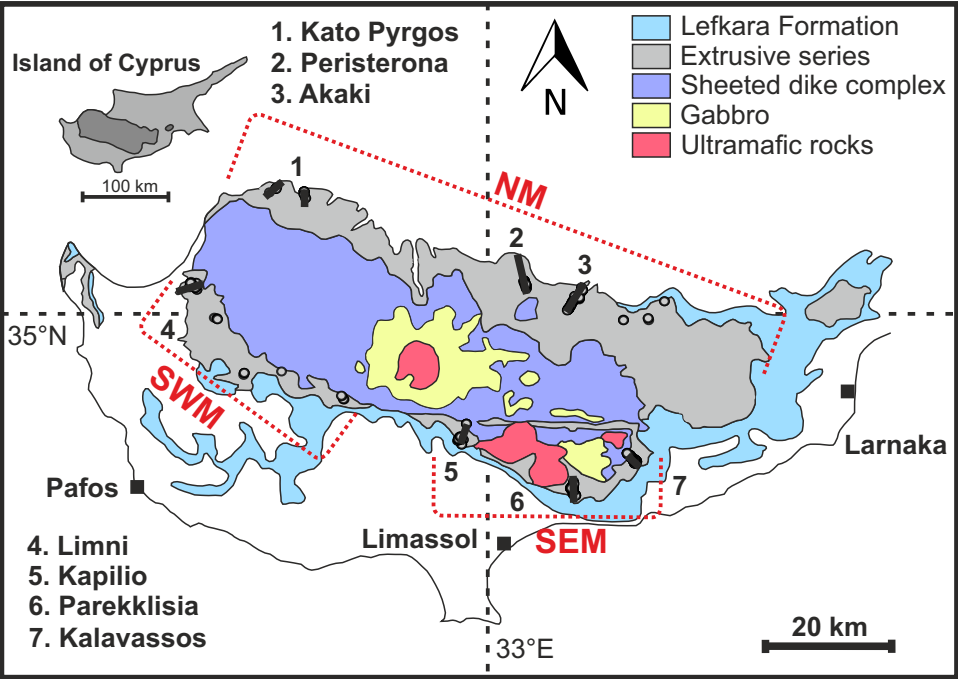 1. Kato Pyrgos
2. Peristerona
3. Akaki
Island of Cyprus
100 km
N
Lefkara Formation
Extrusive series
Sheeted dike complex
Gabbro
Ultramafic rocks
NM
1
2
3
35°N
4
SWM
5
6
7
SEM
Larnaka
Pafos
Limassol
4. Limni
5. Kapilio
6. Parekklisia
7. Kalavassos
33°E
20 km